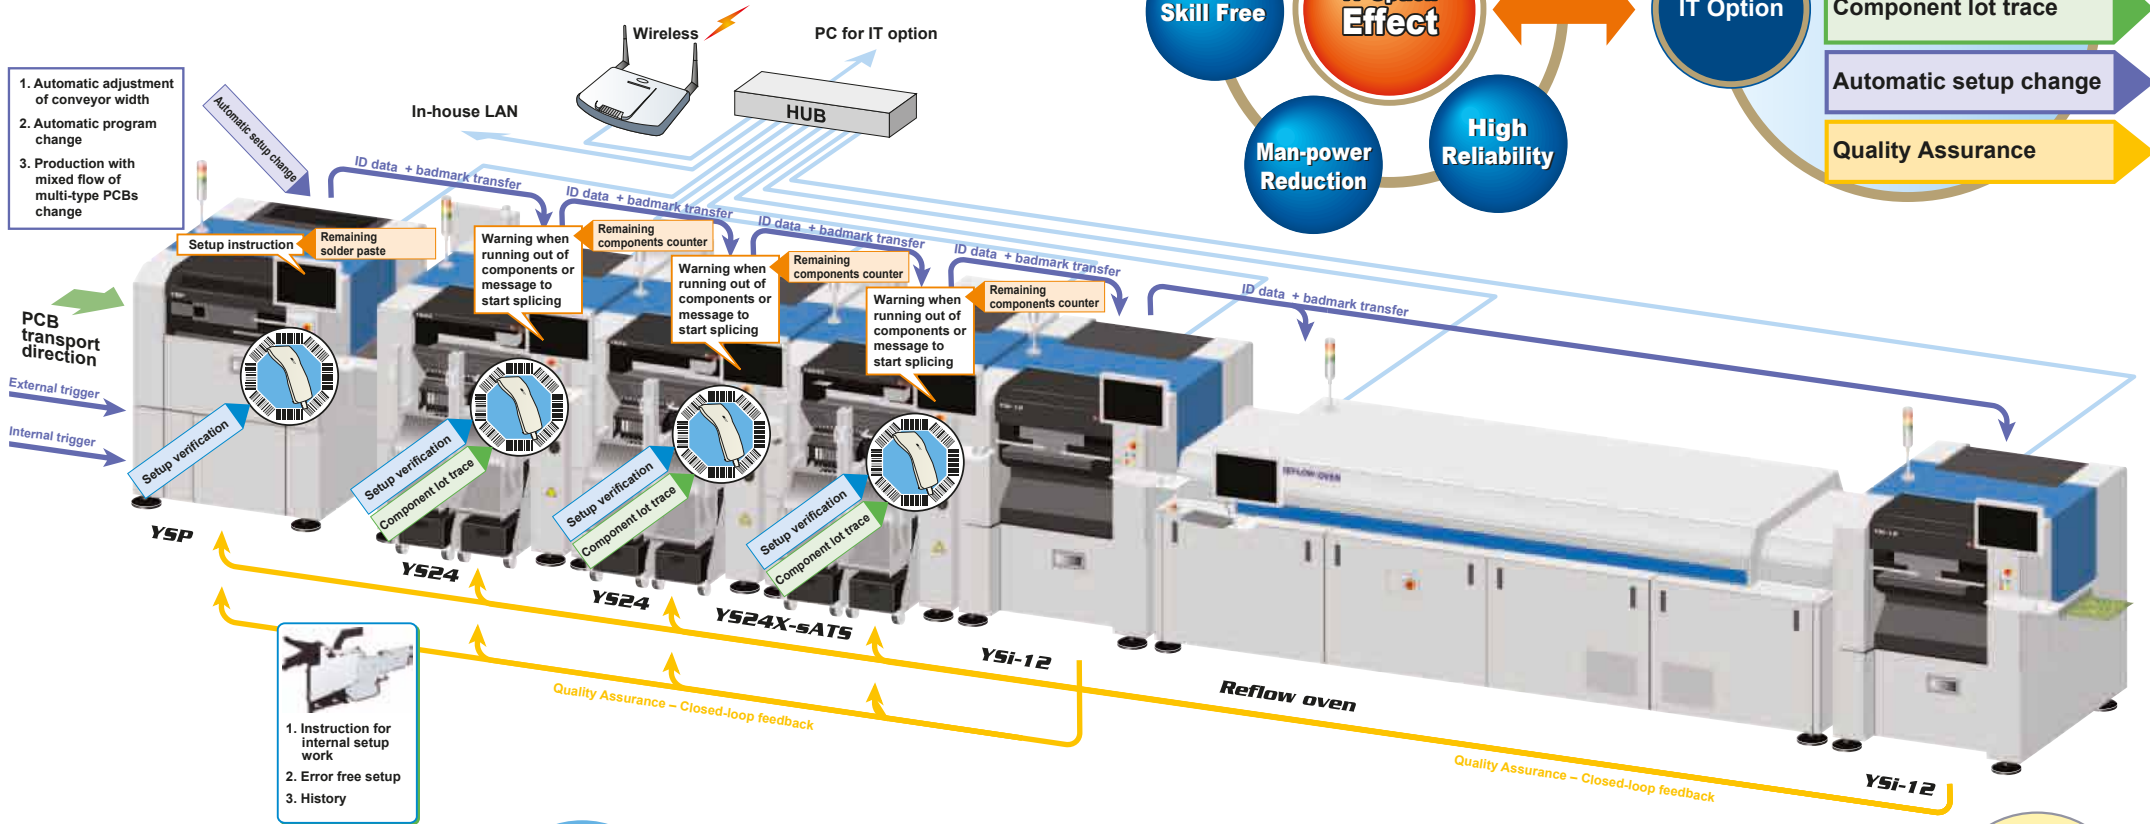 Wireless
PC for IT option
In-house LAN
HUB
1. Automatic adjustment
of conveyor width
2. Automatic program
change
3. Production with
mixed flow of
multi-type PCBs
change
Automatic setup change
Skill Free
Effect
Man-power
Reduction
High
Reliability
IT Option
Component lot trace
Automatic setup change
Quality Assurance
ID data + badmark transfer
ID data + badmark transfer
ID data + badmark transfer
ID data + badmark transfer
ID data + badmark transfer
Setup instruction
Remaining
solder paste
Warning when
running out of
components or
message to
start splicing
Remaining
components counter
Warning when
running out of
components or
message to
start splicing
Remaining
components counter
Warning when
running out of
components or
message to
start splicing
Remaining
components counter
PCB
transport
direction
External trigger
Internal trigger
Setup verification
Setup verification
Component lot trace
Setup verification
Component lot trace
Setup verification
Component lot trace
REFLOW OVEN
YSP
YS24
YS24
YS24X-sATS
YSi-12
Reflow oven
YSi-12
Quality Assurance – Closed-loop feedback
Quality Assurance – Closed-loop feedback
1. Instruction for
internal setup
work
2. Error free setup
3. History